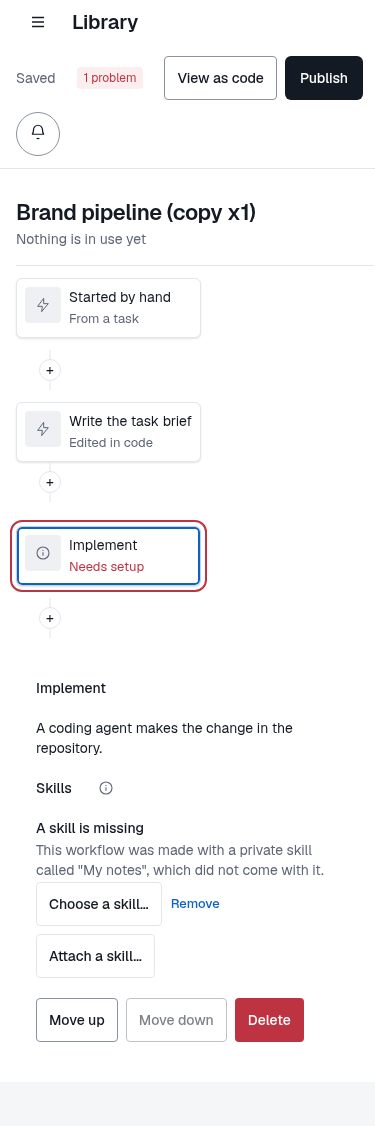 Library
Saved
1 problem
View as code
Publish
Brand pipeline (copy x1)
Nothing is in use yet
Started by hand
From a task
+
Write the task brief
Edited in code
+
Implement
Needs setup
+
Implement
A coding agent makes the change in the
repository.
Skills
A skill is missing
This workflow was made with a private skill
called "My notes", which did not come with it.
Choose a skill...
Remove
Attach a skill...
Move up
Move down
Delete